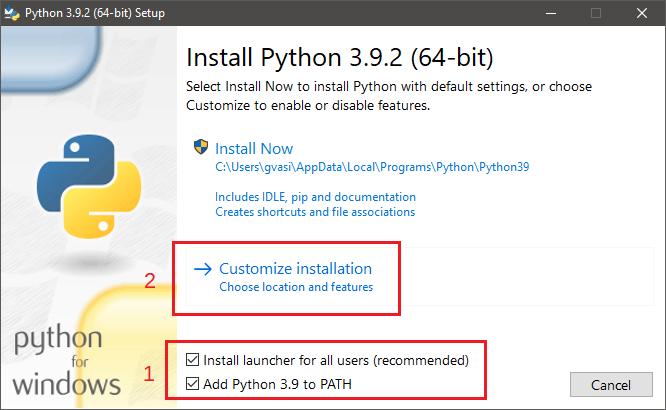 Python 3.9.2 (64-bit) Setup
Install Python 3.9.2 (64-bit)
Select Install Now to install Python with default settings, or choose
Customize to enable or disable features.
Install Now
C:\Users\gvasi\AppData\Local\Programs\Python\Python39
Includes IDLE, pip and documentation
Creates shortcuts and file associations
2
Customize installation
Choose location and features
python
for
windows
1
Install launcher for all users (recommended)
Add Python 3.9 to PATH
Cancel